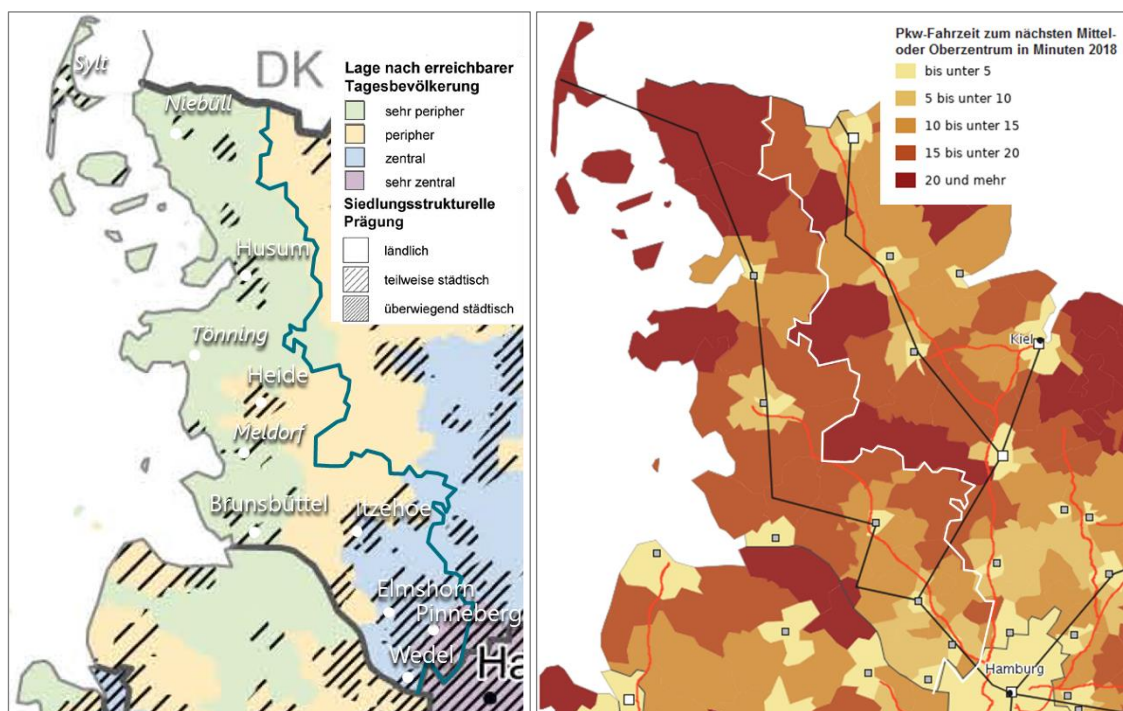 Sylt
DK
Niebüll
Husum
Tönning
Heide
Meldorf
Brunsbüttel
Itzehoe
Elmshorn
Pinneberg
Wedel
Ha
Lage nach erreichbarer
Tagesbevölkerung
sehr peripher
peripher
zentral
sehr zentral
Siedlungsstrukturelle
Prägung
ländlich
teilweise städtisch
überwiegend städtisch
Pkw-Fahrzeit zum nächsten Mittel-
oder Oberzentrum in Minuten 2018
bis unter 5
5 bis unter 10
10 bis unter 15
15 bis unter 20
20 und mehr
Kiel
Hamburg